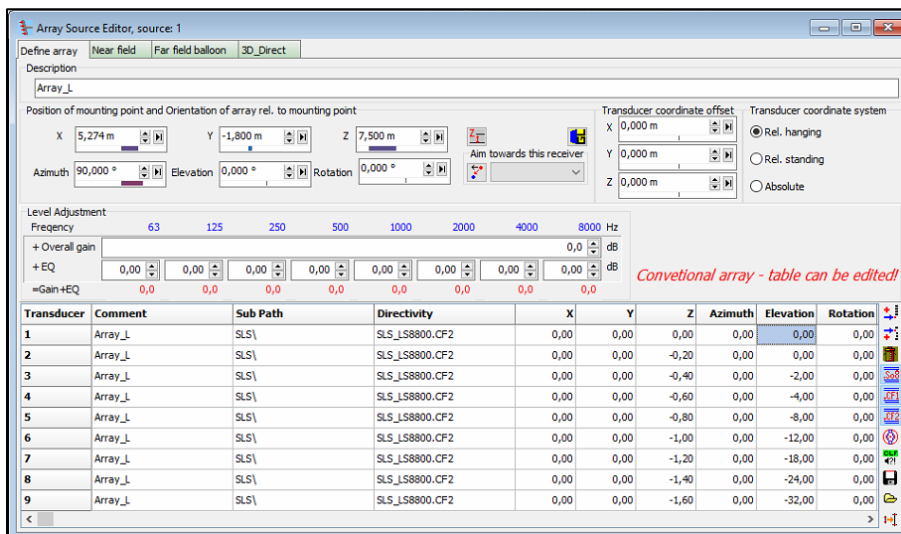 Array Source Editor, source: 1
Define array Near field Far field balloon 3D_Direct
Description
Array_L
Position of mounting point and Orientation of array rel. to mounting point Transducer coordinate offset Transducer coordinate system
X 5,274 m Y -1,800 m Z 7,500 m X 0,000 m Rel. hanging
Aim towards this receiver Y 0,000 m Rel. standing
Azimuth 90,000 ° Elevation 0,000 ° Rotation 0,000 ° Z 0,000 m Absolute
Level Adjustment
Freqency 63 125 250 500 1000 2000 4000 8000 Hz
+ Overall gain 0,0 dB
+ EQ 0,00 0,00 0,00 0,00 0,00 0,00 0,00 0,00 dB
Convetional array - table can be edited!
=Gain+EQ 0,0 0,0 0,0 0,0 0,0 0,0 0,0 0,0
Transducer Comment Sub Path Directivity X Y Z Azimuth Elevation Rotation
1 Array_L SLS\ SLS_LS8800.CF2 0,00 0,00 0,00 0,00 0,00 0,00
2 Array_L SLS\ SLS_LS8800.CF2 0,00 0,00 -0,20 0,00 0,00 0,00
3 Array_L SLS\ SLS_LS8800.CF2 0,00 0,00 -0,40 0,00 -2,00 0,00
4 Array_L SLS\ SLS_LS8800.CF2 0,00 0,00 -0,60 0,00 -4,00 0,00
5 Array_L SLS\ SLS_LS8800.CF2 0,00 0,00 -0,80 0,00 -8,00 0,00
6 Array_L SLS\ SLS_LS8800.CF2 0,00 0,00 -1,00 0,00 -12,00 0,00
7 Array_L SLS\ SLS_LS8800.CF2 0,00 0,00 -1,20 0,00 -18,00 0,00
8 Array_L SLS\ SLS_LS8800.CF2 0,00 0,00 -1,40 0,00 -24,00 0,00
9 Array_L SLS\ SLS_LS8800.CF2 0,00 0,00 -1,60 0,00 -32,00 0,00
.So8
.CF1
.CF2
CLF